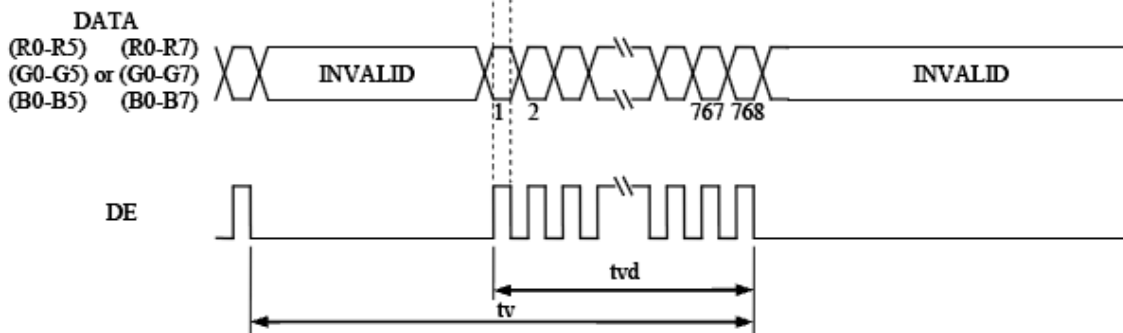 DATA
(R0-R5) (R0-R7)
(G0-G5) or (G0-G7)
(B0-B5) (B0-B7)
INVALID
INVALID
1 2 767 768
DE
tvd
tv